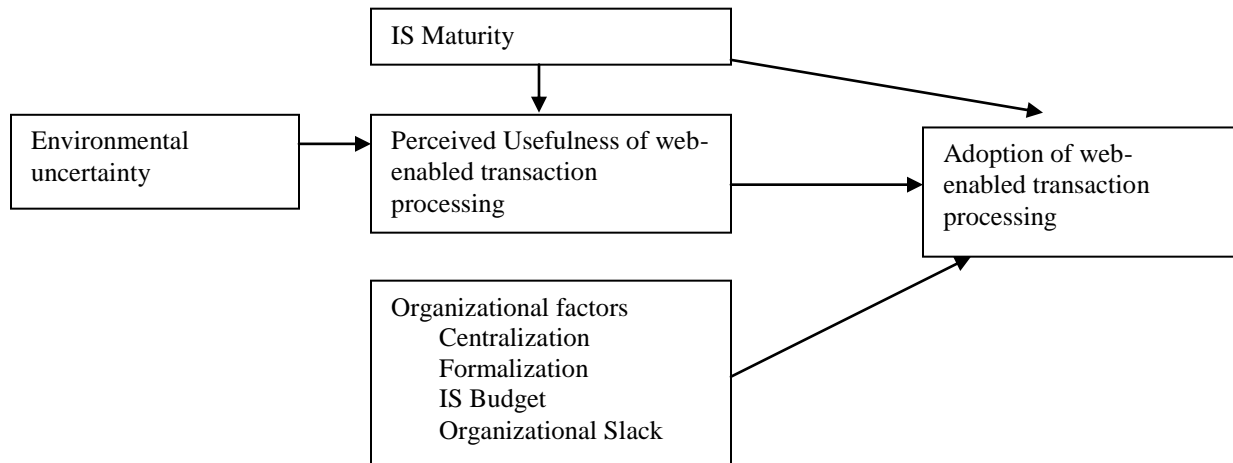 IS Maturity
Environmental
uncertainty
Perceived Usefulness of web-
enabled transaction
processing
Adoption of web-
enabled transaction
processing
Organizational factors
Centralization
Formalization
IS Budget
Organizational Slack